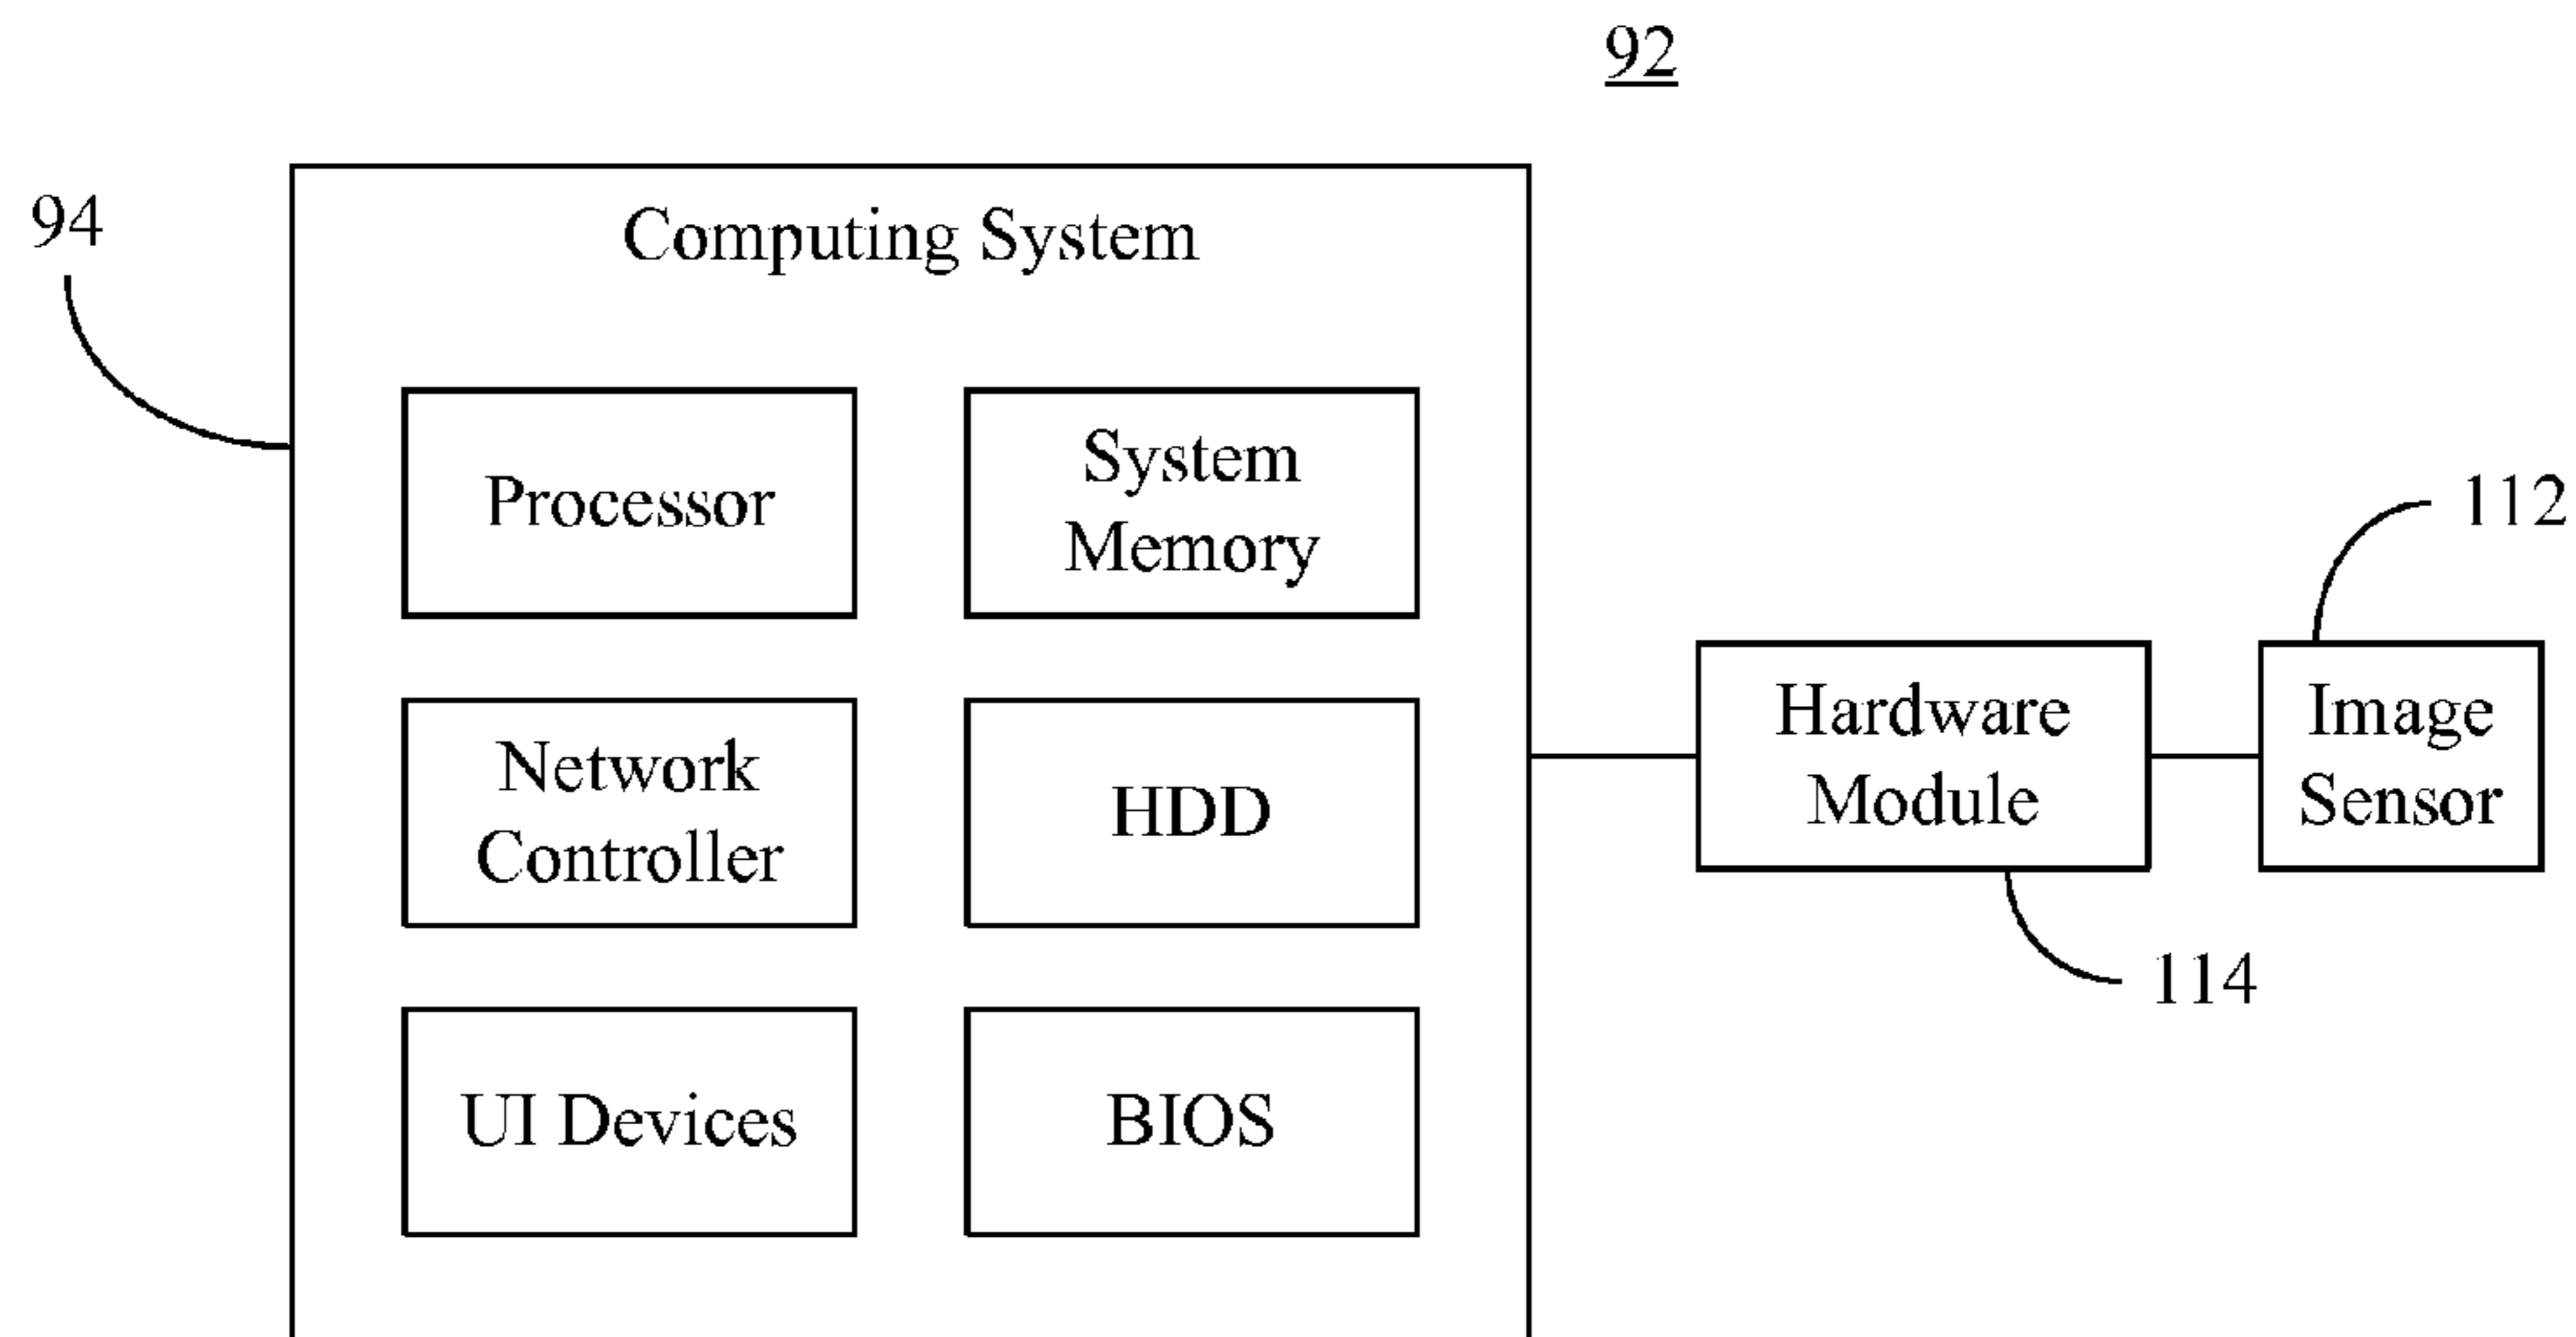 92
94
Computing System
Processor
System
Memory
112
Network
Controller
HDD
Hardware
Module
Image
Sensor
114
UI Devices
BIOS